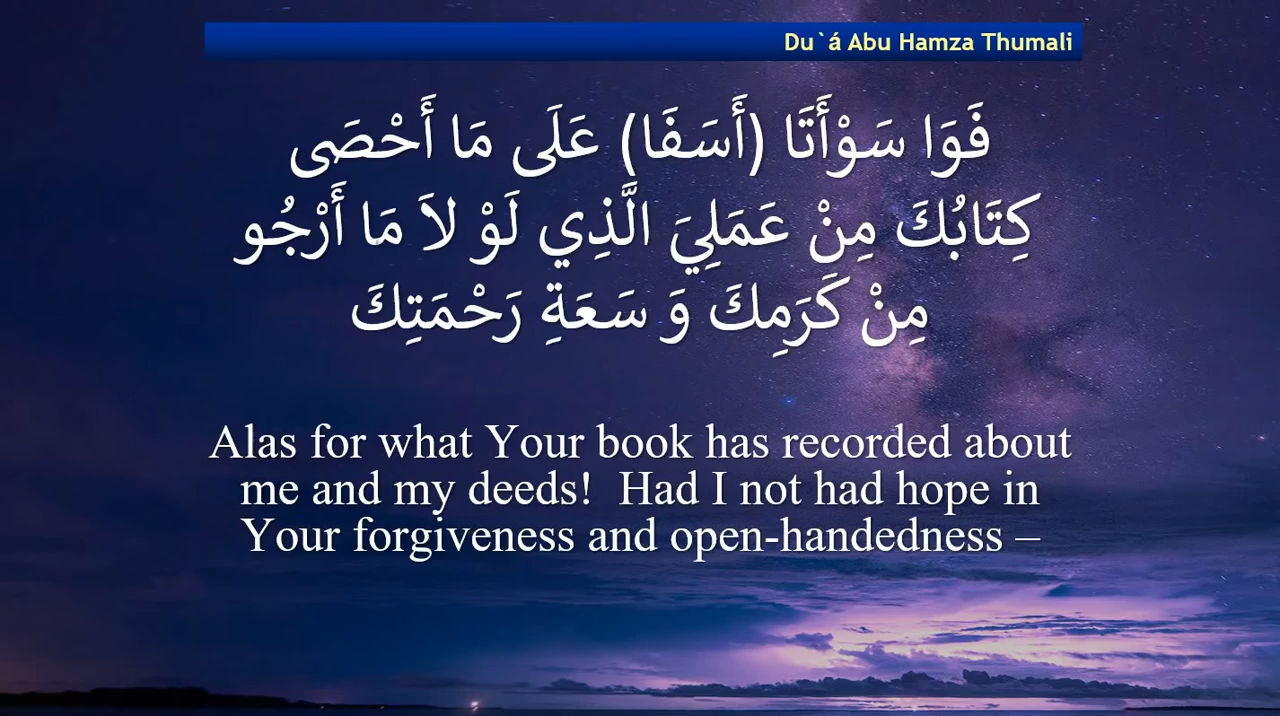 Du`á Abu Hamza Thumali
فَوَا سَوْأَتَا (أَسَفَا) عَلَى مَا أَحْصَى
كِتَابُكَ مِنْ عَمَلِيَ الَّذِي لَوْ لاَ مَا أَرْجُو
مِنْ كَرَمِكَ وَ سَعَةِ رَحْمَتِكَ
Alas for what Your book has recorded about
me and my deeds!  Had I not had hope in
Your forgiveness and open-handedness –